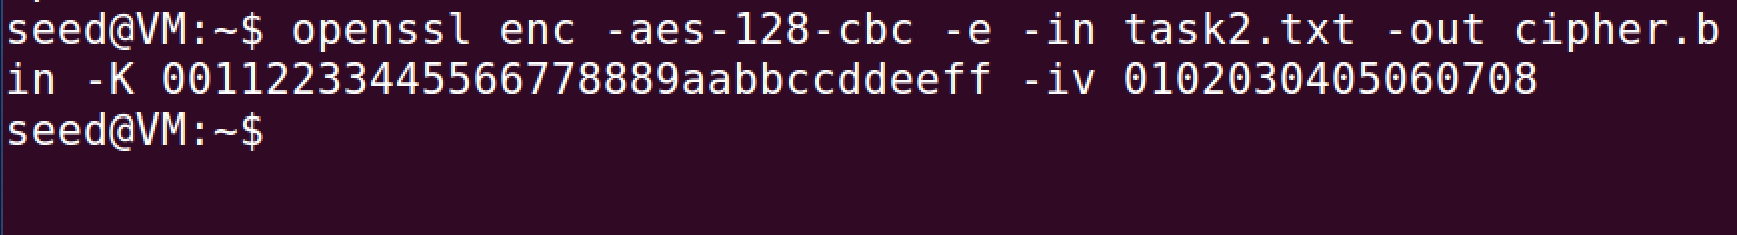 seed@VM:~$ openssl enc -aes-128-cbc -e -in task2.txt -out cipher.b
in -K 00112233445566778889aabbccddeeff -iv 0102030405060708
seed@VM:~$